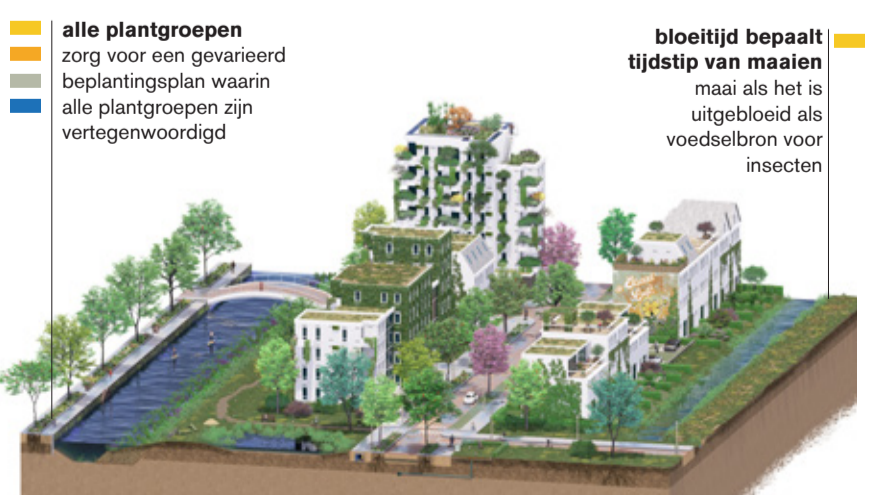 alle plantgroepen
zorg voor een gevarieerd
beplantingsplan waarin
alle plantgroepen zijn
vertegenwoordigd
bloeitijd bepaalt
tijdstip van maaien
maai als het is
uitgebloeid als
voedselbron voor
insecten